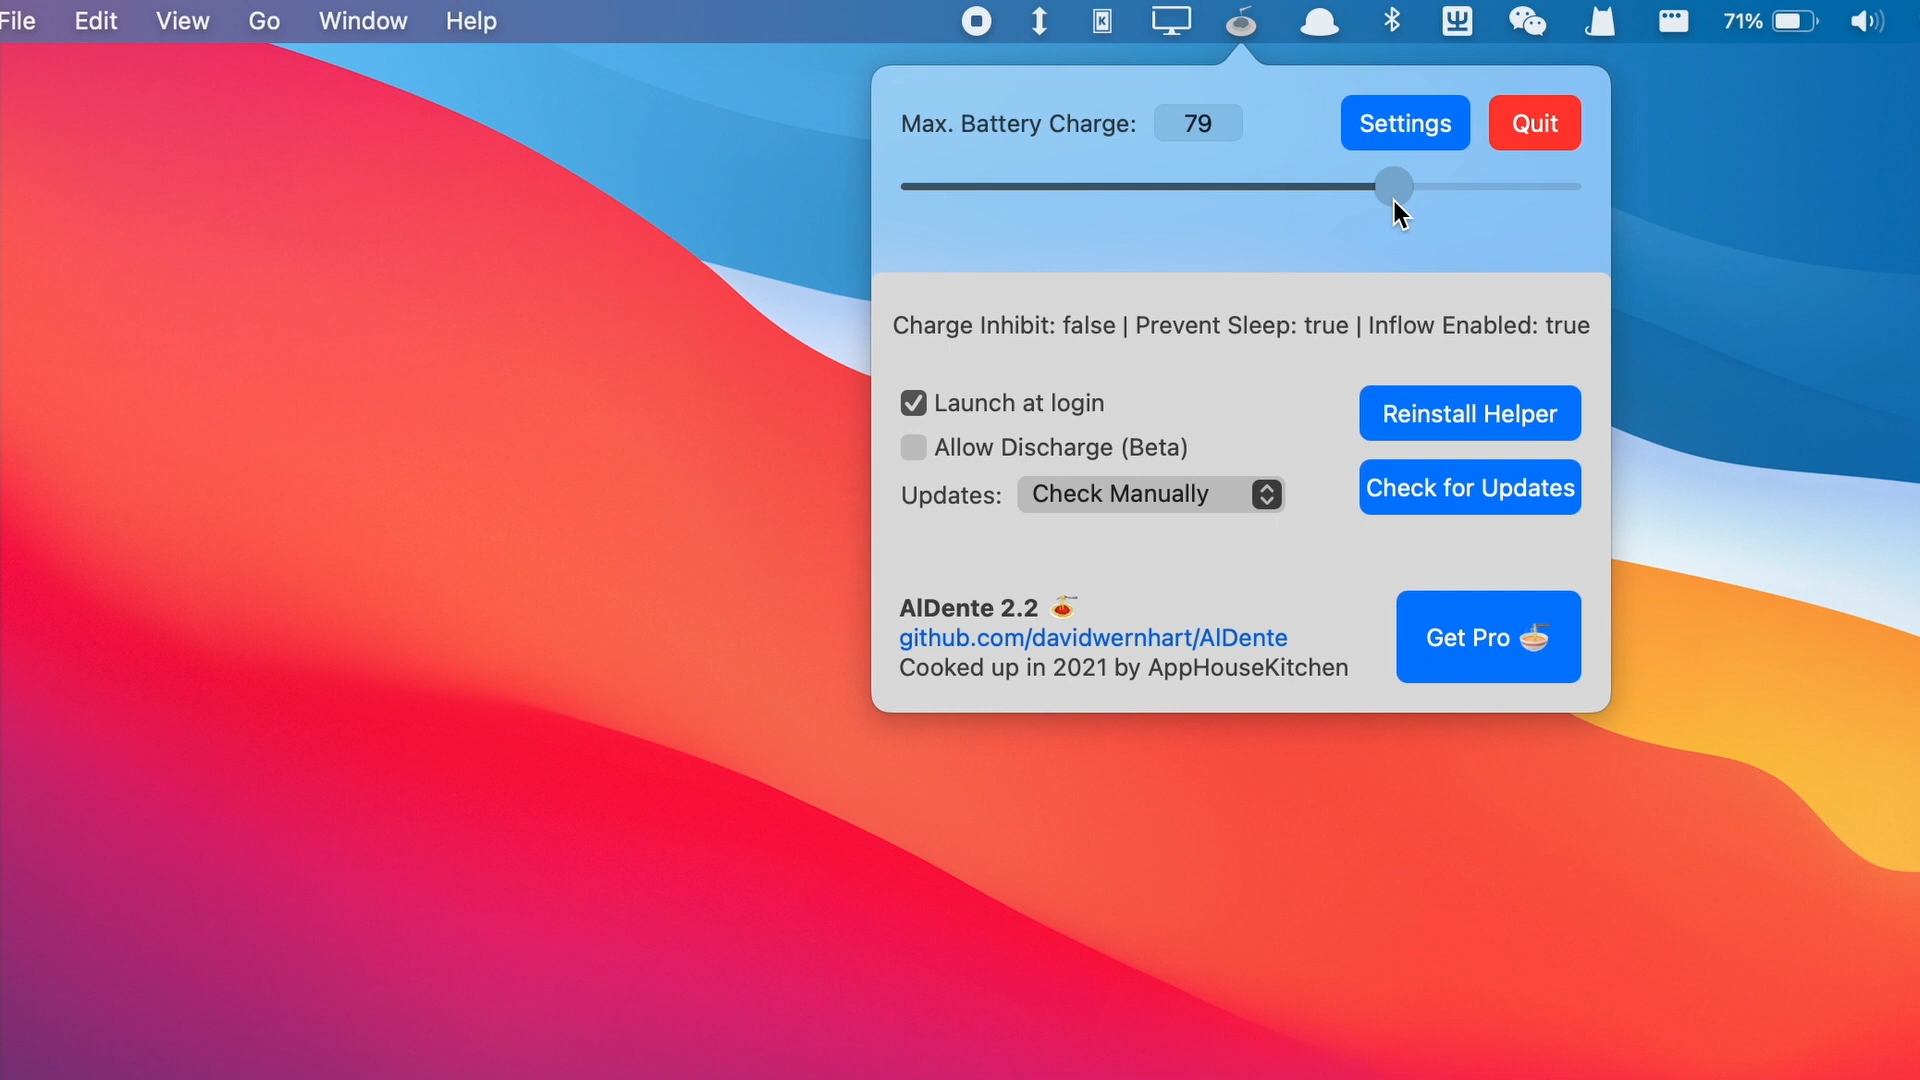 File Edit View Go Window Help 71%
Max. Battery Charge: 79 Settings Quit
Charge Inhibit: false | Prevent Sleep: true | Inflow Enabled: true
Launch at login
Reinstall Helper
Allow Discharge (Beta)
Updates: Check Manually
Check for Updates
AlDente 2.2
github.com/davidwernhart/AlDente
Cooked up in 2021 by AppHouseKitchen
Get Pro